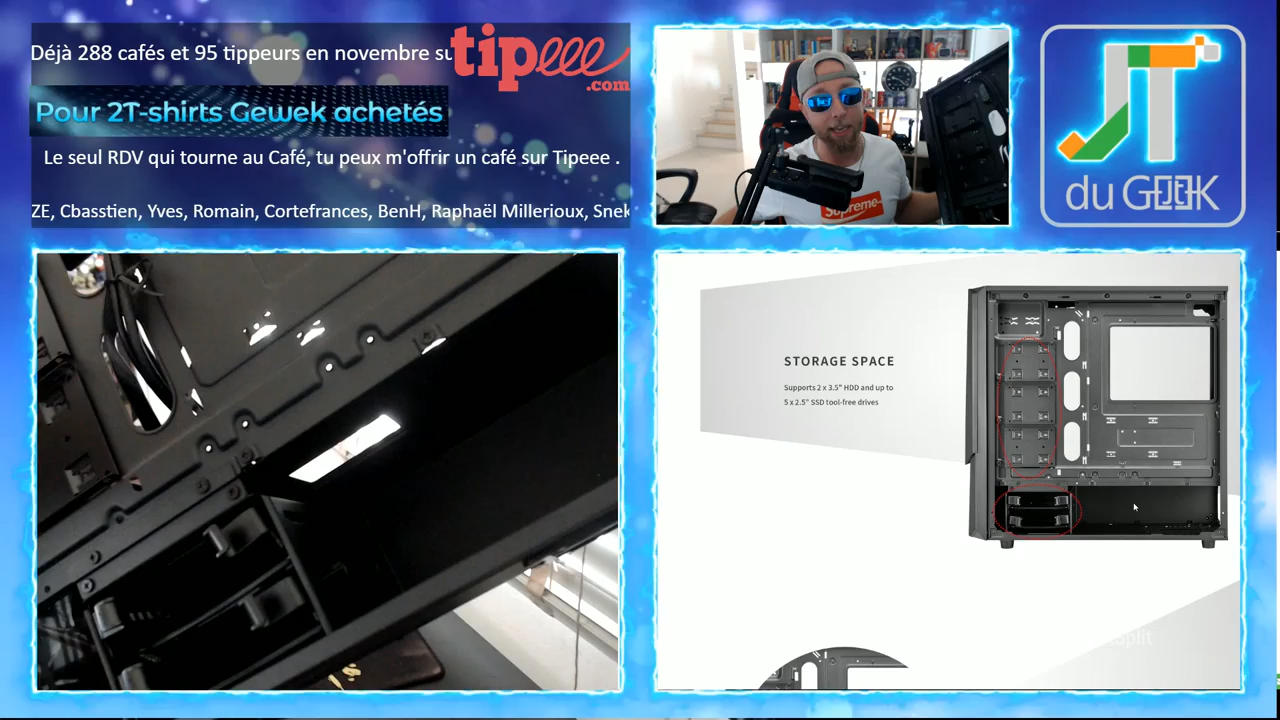 Déjà 288 cafés et 95 tippeurs en novembre su
tipeee
.com
Pour 2T-shirts Gewek achetés
Le seul RDV qui tourne au Café, tu peux m'offrir un café sur Tipeee .
ZE, Cbasstien, Yves, Romain, Cortefrances, BenH, Raphaël Millerioux, Snek
Supreme
JT
du GEEK
STORAGE SPACE
Supports 2 x 3.5" HDD and up to
5 x 2.5" SSD tool-free drives
Split